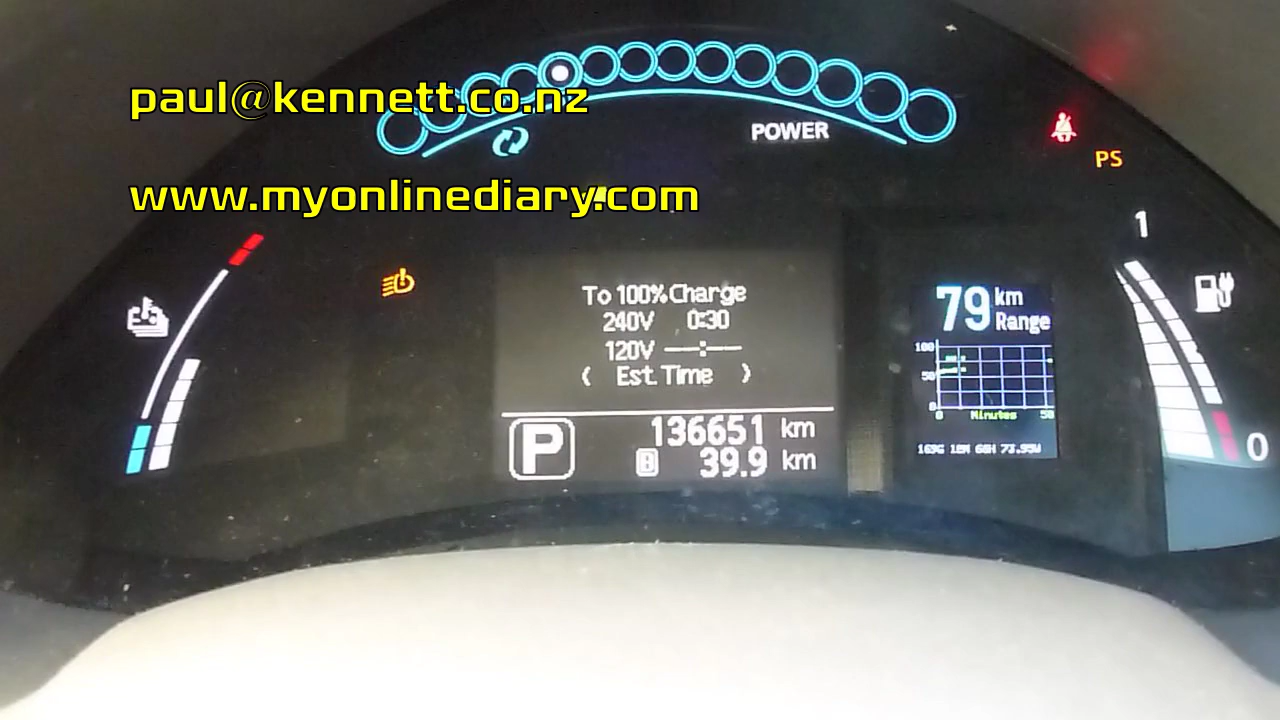 paul@kennett.co.nz
POWER
PS
www.myonlinediary.com
1
To 100% Charge
240V 0:30
120V --:--
‹ Est. Time ›
79 km
Range
100
50
0
0 Minutes 50
P
136651 km
B 39.9 km
0